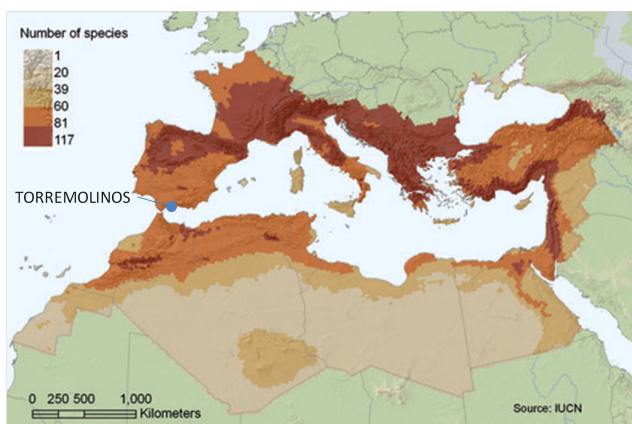 Number of species
1
20
39
60
81
117
TORREMOLINOS
0 250 500 1,000
Kilometers
Source: IUCN